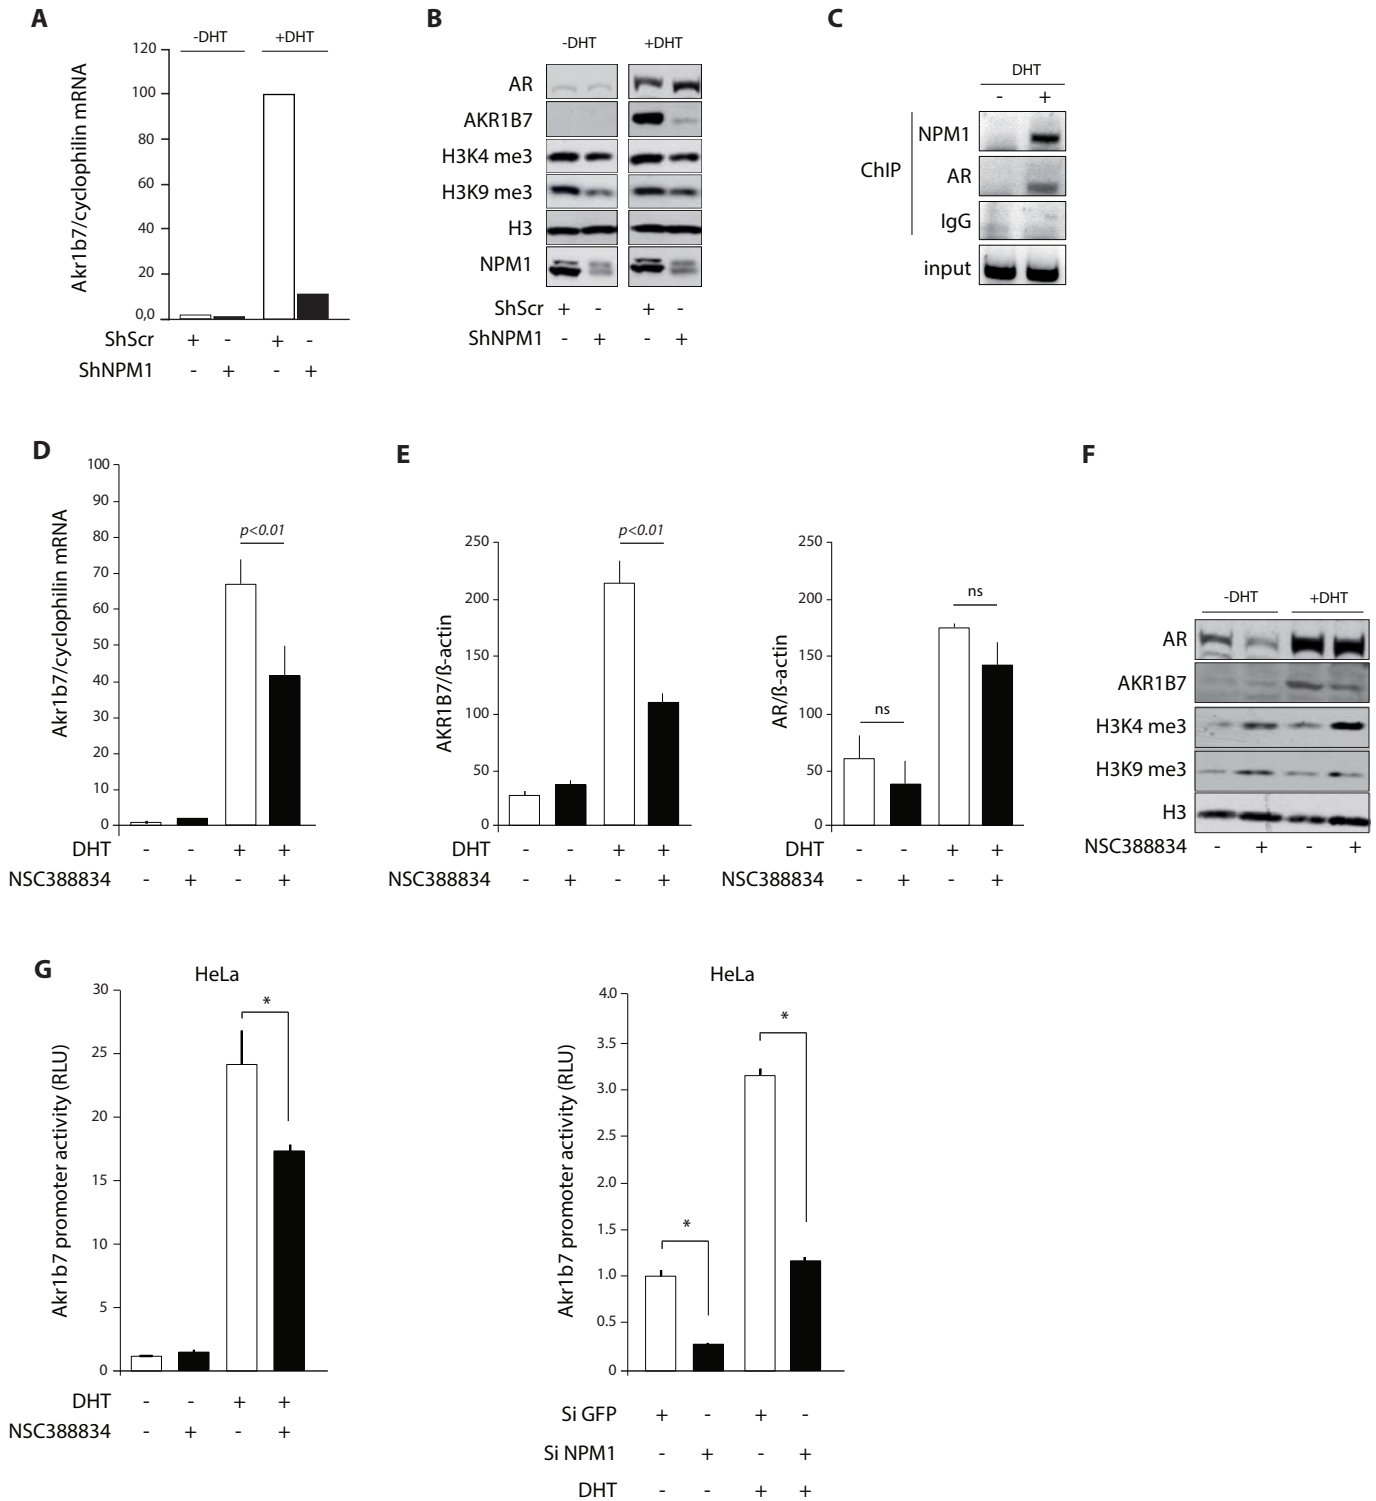 A
-DHT +DHT
Akr1b7/cyclophilin mRNA
120
100
80
60
40
20
0,0
ShScr + - + -
ShNPM1 - + - +
B
-DHT +DHT
AR
AKR1B7
H3K4 me3
H3K9 me3
H3
NPM1
ShScr + - + -
ShNPM1 - + - +
C
DHT
- +
ChIP
NPM1
AR
IgG
input
D
Akr1b7/cyclophilin mRNA
100
90
80
70
60
50
40
30
20
10
0
p<0.01
DHT - - + +
NSC388834 - + - +
E
AKR1B7/ß-actin
250
200
150
100
50
0
p<0.01
DHT - - + +
NSC388834 - + - +
AR/ß-actin
250
200
150
100
50
0
ns
ns
DHT - - + +
NSC388834 - + - +
F
-DHT +DHT
AR
AKR1B7
H3K4 me3
H3K9 me3
H3
NSC388834 - + - +
G
HeLa
Akr1b7 promoter activity (RLU)
30
25
20
15
10
5
0
*
DHT - - + +
NSC388834 - + - +
HeLa
Akr1b7 promoter activity (RLU)
4.0
3.5
3.0
2.5
2.0
1.5
1.0
0.5
0
*
*
Si GFP + - + -
Si NPM1 - + - +
DHT - - + +